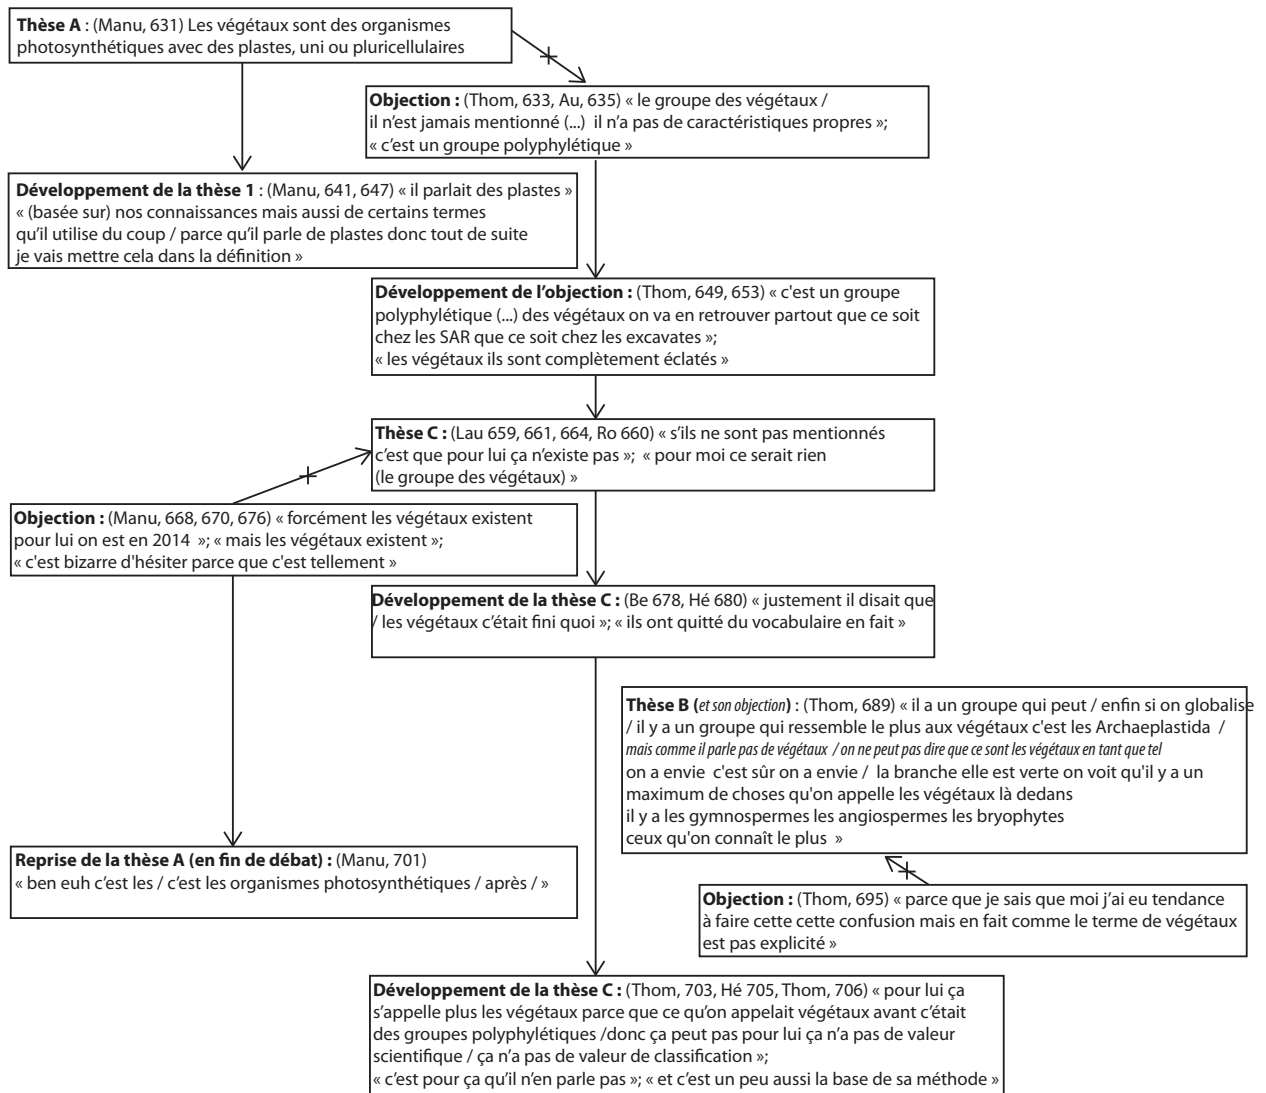 Thèse A : (Manu, 631) Les végétaux sont des organismes
photosynthétiques avec des plastes, uni ou pluricellulaires
Objection : (Thom, 633, Au, 635) « le groupe des végétaux /
il n'est jamais mentionné (...) il n'a pas de caractéristiques propres »;
« c'est un groupe polyphylétique »
Développement de la thèse 1 : (Manu, 641, 647) « il parlait des plastes »
« (basée sur) nos connaissances mais aussi de certains termes
qu'il utilise du coup / parce qu'il parle de plastes donc tout de suite
je vais mettre cela dans la définition »
Développement de l'objection : (Thom, 649, 653) « c'est un groupe
polyphylétique (...) des végétaux on va en retrouver partout que ce soit
chez les SAR que ce soit chez les excavates »;
« les végétaux ils sont complètement éclatés »
Thèse C : (Lau 659, 661, 664, Ro 660) « s'ils ne sont pas mentionnés
c'est que pour lui ça n'existe pas »; « pour moi ce serait rien
(le groupe des végétaux) »
Objection : (Manu, 668, 670, 676) « forcément les végétaux existent
pour lui on est en 2014 »; « mais les végétaux existent »;
« c'est bizarre d'hésiter parce que c'est tellement »
Développement de la thèse C : (Be 678, Hé 680) « justement il disait que
/ les végétaux c'était fini quoi »; « ils ont quitté du vocabulaire en fait »
Thèse B (et son objection) : (Thom, 689) « il a un groupe qui peut / enfin si on globalise
/ il y a un groupe qui ressemble le plus aux végétaux c'est les Archaeplastida /
mais comme il parle pas de végétaux / on ne peut pas dire que ce sont les végétaux en tant que tel
on a envie c'est sûr on a envie / la branche elle est verte on voit qu'il y a un
maximum de choses qu'on appelle les végétaux là dedans
il y a les gymnospermes les angiospermes les bryophytes
ceux qu'on connaît le plus »
Reprise de la thèse A (en fin de débat) : (Manu, 701)
« ben euh c'est les / c'est les organismes photosynthétiques / après / »
Objection : (Thom, 695) « parce que je sais que moi j'ai eu tendance
à faire cette cette confusion mais en fait comme le terme de végétaux
est pas explicité »
Développement de la thèse C : (Thom, 703, Hé 705, Thom, 706) « pour lui ça
s'appelle plus les végétaux parce que ce qu'on appelait végétaux avant c'était
des groupes polyphylétiques /donc ça peut pas pour lui ça n'a pas de valeur
scientifique / ça n'a pas de valeur de classification »;
« c'est pour ça qu'il n'en parle pas »; « et c'est un peu aussi la base de sa méthode »